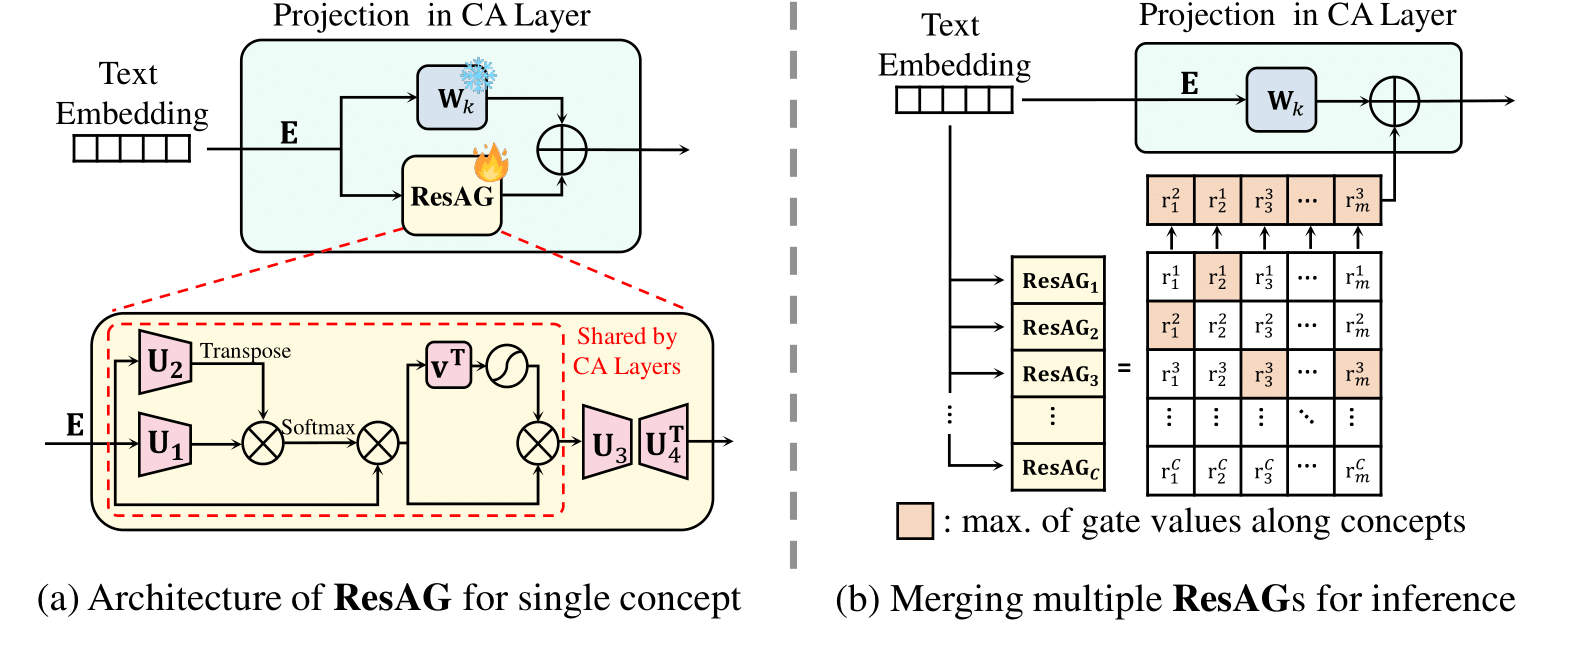 Projection in CA Layer
Text
Embedding
E
W_k
ResAG
Shared by
CA Layers
U_2
Transpose
v^T
E
U_1
Softmax
U_3
U_4^T
(a) Architecture of ResAG for single concept
Projection in CA Layer
Text
Embedding
E
W_k
r_1^2 r_2^1 r_3^3 ⋯ r_m^3
ResAG_1
ResAG_2
ResAG_3
⋮
ResAG_C
⋮
=
r_1^1 r_2^1 r_3^1 ⋯ r_m^1
r_1^2 r_2^2 r_3^2 ⋯ r_m^2
r_1^3 r_2^3 r_3^3 ⋯ r_m^3
⋮ ⋮ ⋮ ⋱ ⋮
r_1^C r_2^C r_3^C ⋯ r_m^C
: max. of gate values along concepts
(b) Merging multiple ResAGs for inference